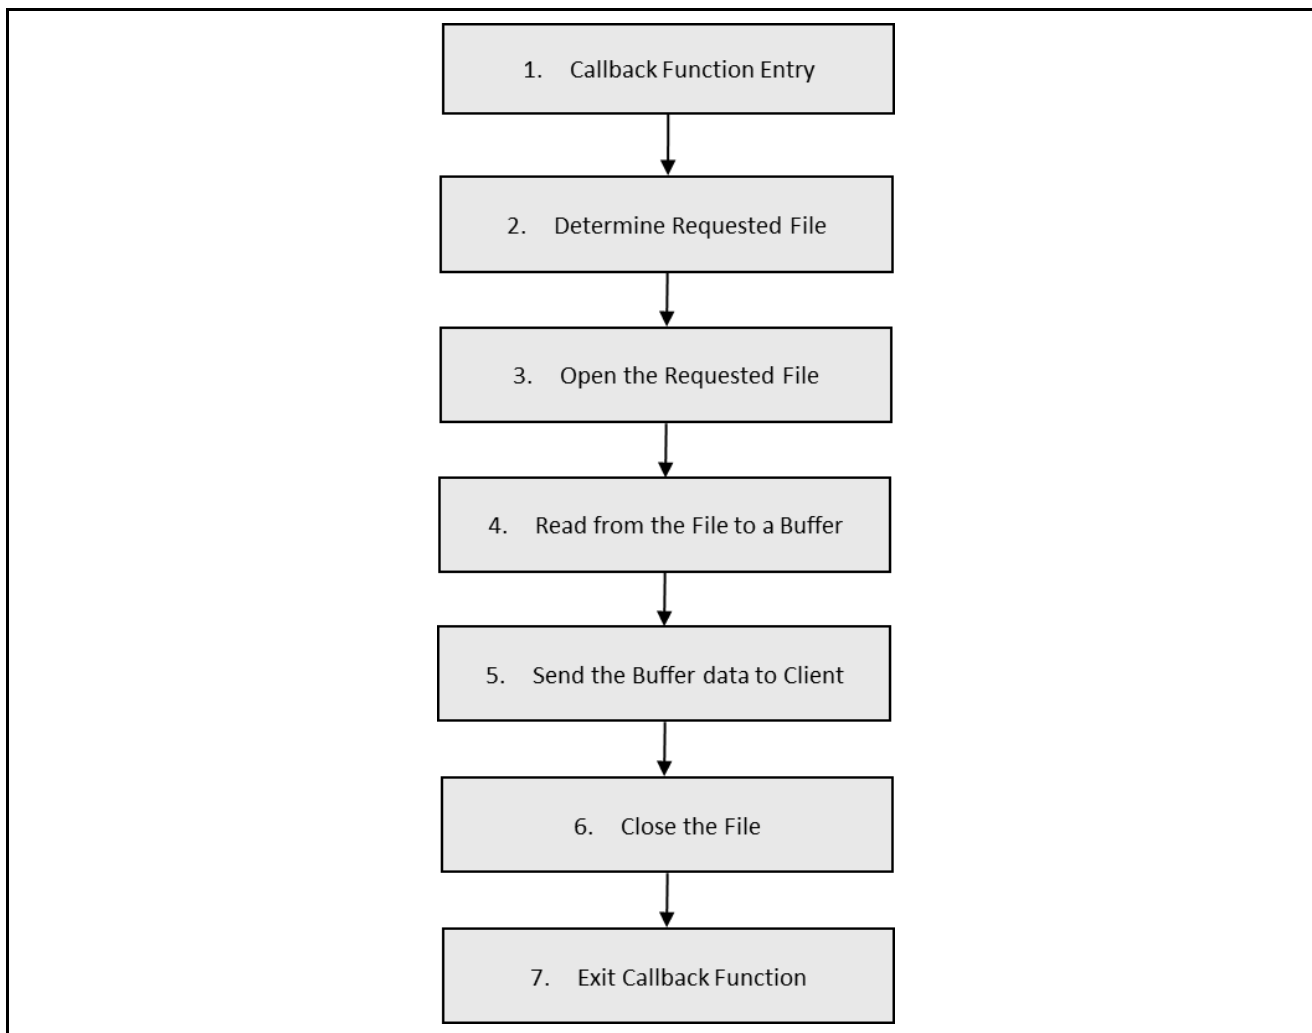 1. Callback Function Entry
2. Determine Requested File
3. Open the Requested File
4. Read from the File to a Buffer
5. Send the Buffer data to Client
6. Close the File
7. Exit Callback Function